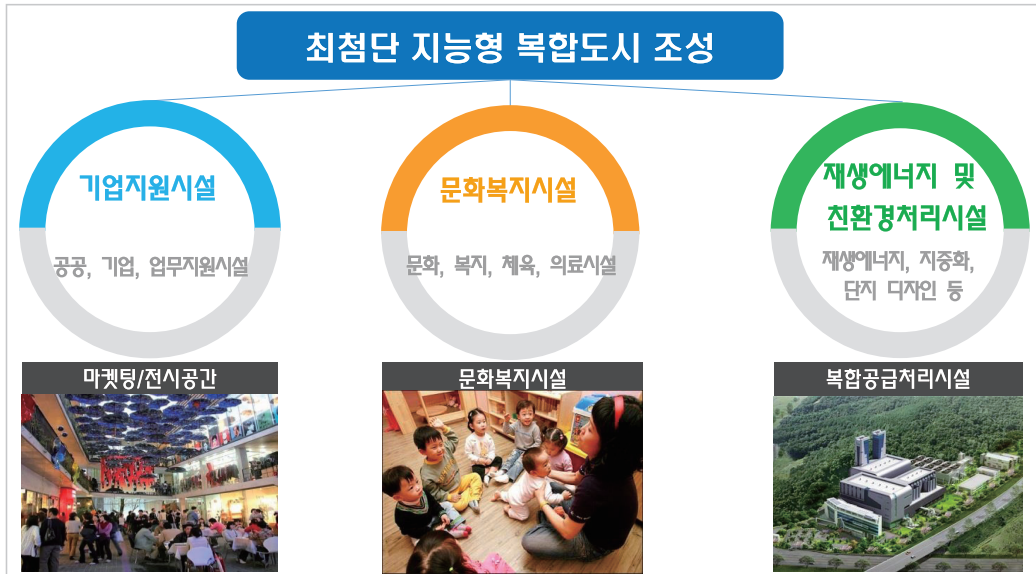 최첨단 지능형 복합도시 조성
기업지원시설
공공, 기업, 업무지원시설
마켓팅/전시공간
문화복지시설
문화, 복지, 체육, 의료시설
문화복지시설
재생에너지 및
친환경처리시설
재생에너지, 지중화,
단지 디자인 등
복합공급처리시설